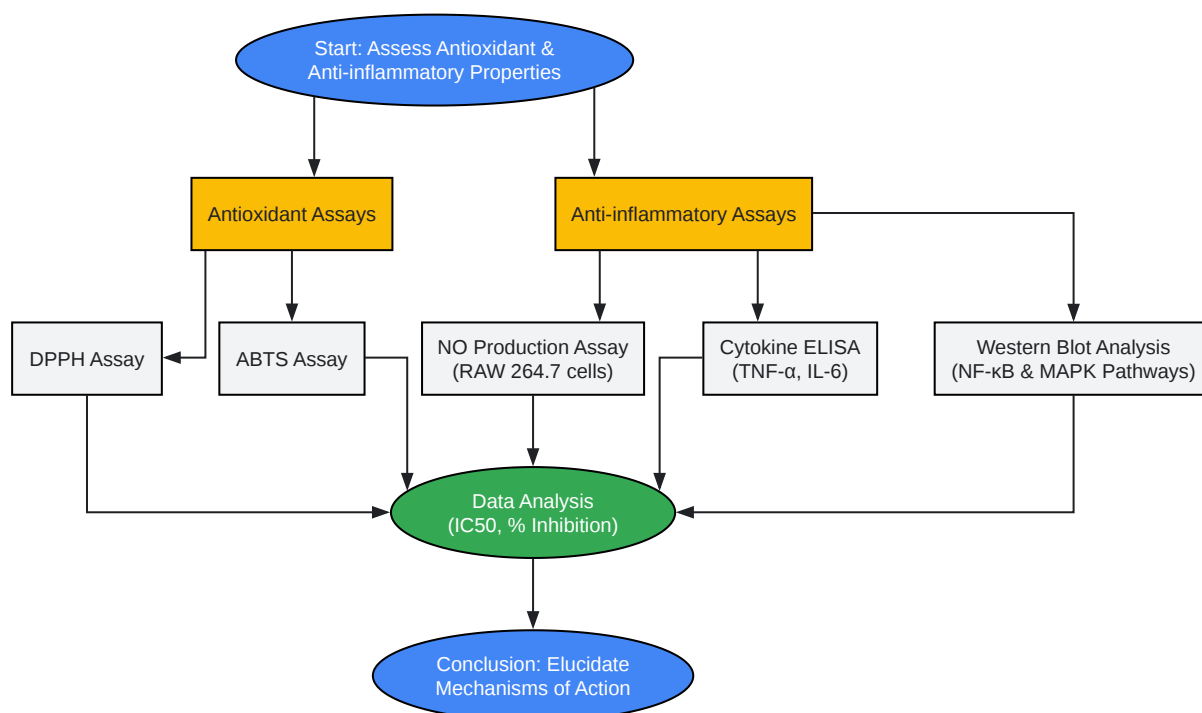 Start: Assess Antioxidant &
Anti-inflammatory Properties
Antioxidant Assays
Anti-inflammatory Assays
DPPH Assay
ABTS Assay
NO Production Assay
(RAW 264.7 cells)
Cytokine ELISA
(TNF-α, IL-6)
Western Blot Analysis
(NF-κB & MAPK Pathways)
Data Analysis
(IC50, % Inhibition)
Conclusion: Elucidate
Mechanisms of Action